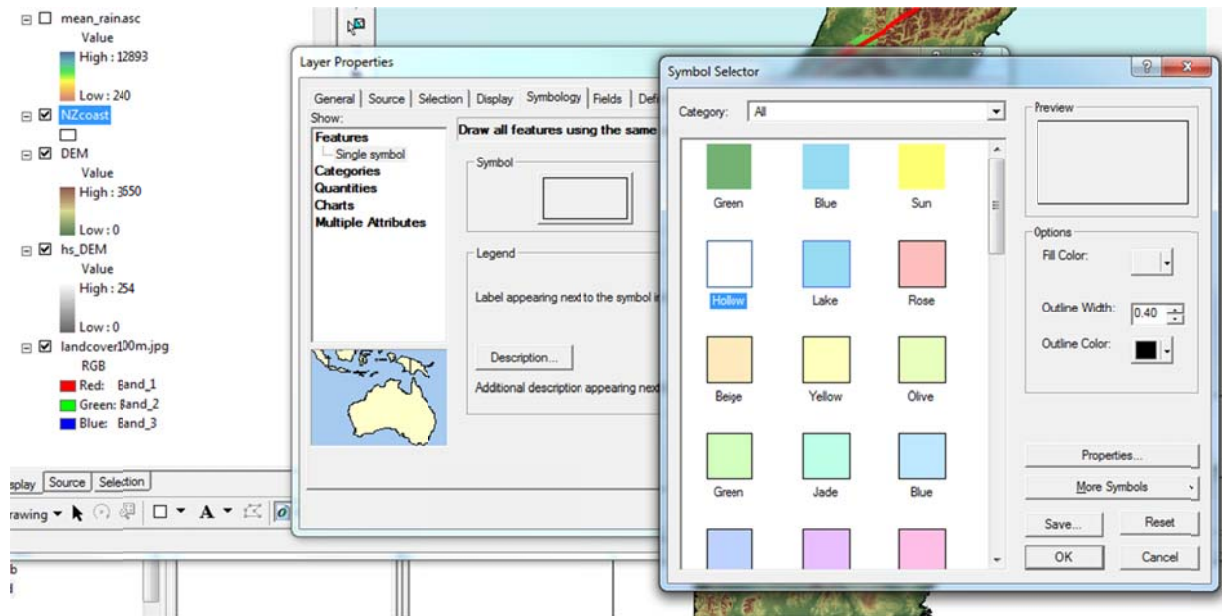 mean_rain.asc
Value
High : 12893
Low : 240
NZcoast
DEM
Value
High : 3550
Low : 0
hs_DEM
Value
High : 254
Low : 0
landcover100m.jpg
RGB
Red: Band_1
Green: Band_2
Blue: Band_3
splay Source Selection
rawing A
b
Layer Properties
General Source Selection Display Symbology Fields Defi
Show:
Features
Single symbol
Categories
Quantities
Charts
Multiple Attributes
Draw all features usng the same
Symbol
Legend
Label appearing next to the symbol i
Description...
Additional description appearing nex
Symbol Selector
Category: All
Green Blue Sun
Hollow Lake Rose
Beige Yellow Olive
Green Jade Blue
Preview
Options
Fill Color:
Outline Width: 0.40
Outline Color:
Properties...
More Symbols
Save... Reset
OK Cancel